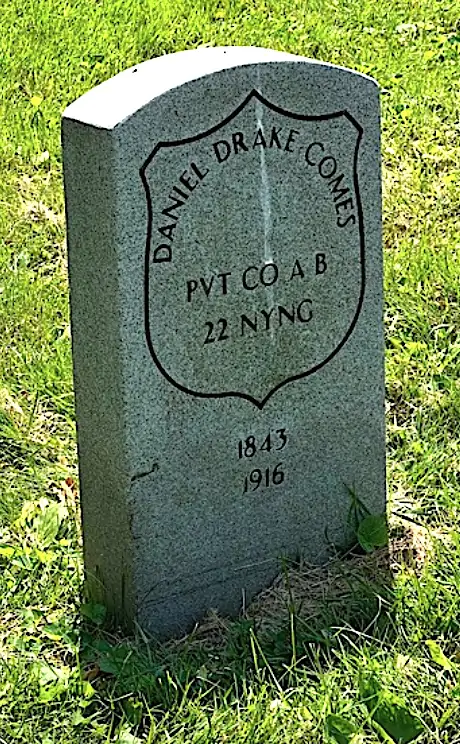 DANIEL DRAKE COMES
PVT CO A B
22 NYNG
1843
1916